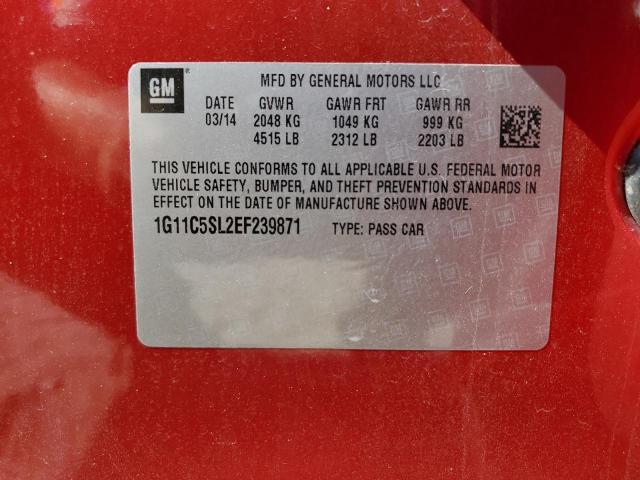 GM
MFD BY GENERAL MOTORS LLC
DATE GVWR GAWR FRT GAWR RR
03/14 2048 KG 1049 KG 999 KG
4515 LB 2312 LB 2203 LB
THIS VEHICLE CONFORMS TO ALL APPLICABLE U.S. FEDERAL MOTOR
VEHICLE SAFETY, BUMPER, AND THEFT PREVENTION STANDARDS IN
EFFECT ON THE DATE OF MANUFACTURE SHOWN ABOVE.
1G11C5SL2EF239871 TYPE: PASS CAR